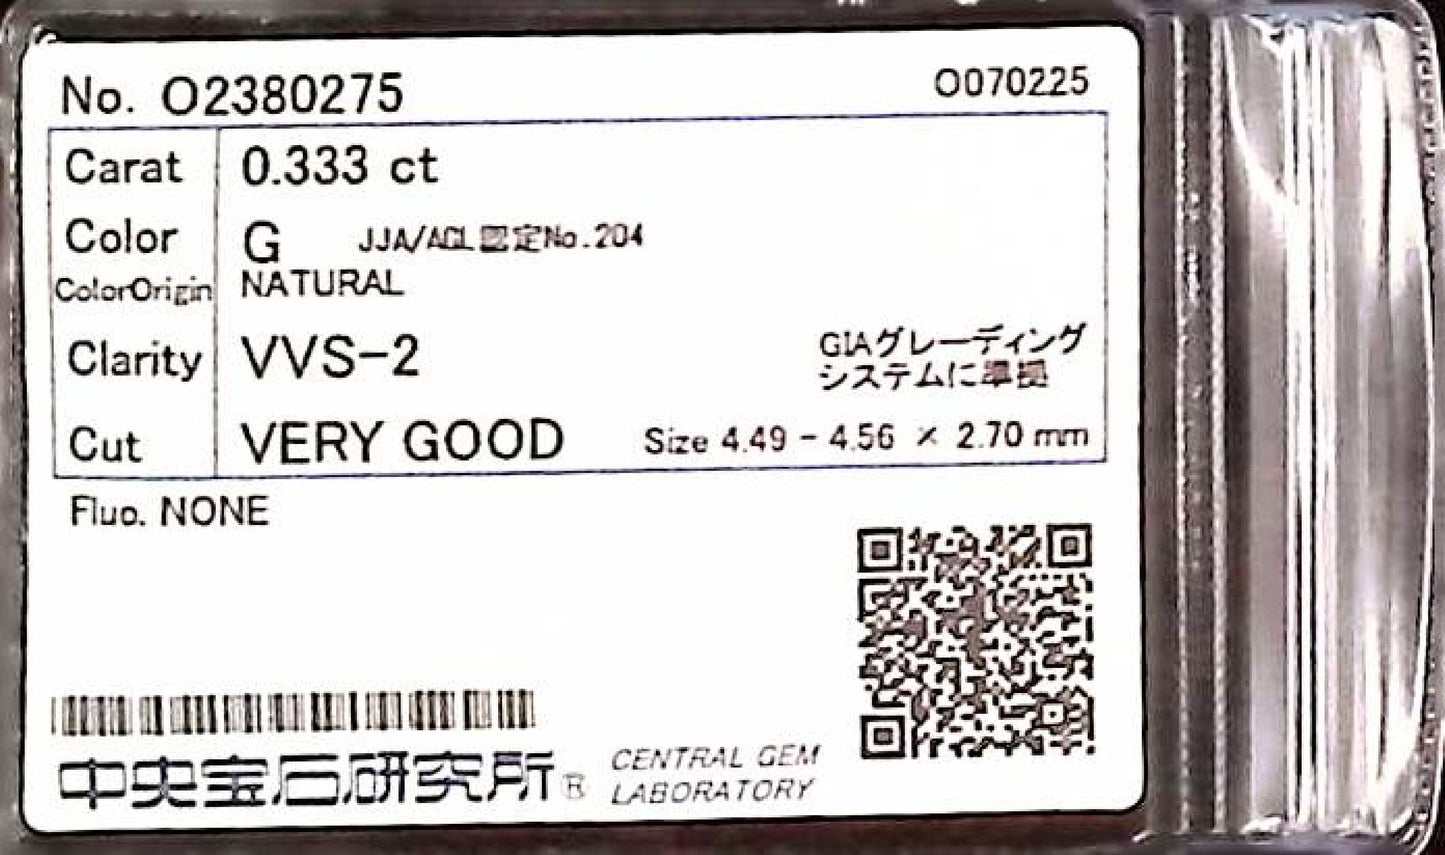 No. O2380275
O070225
Carat 0.333 ct
Color G JJA/AGL認定No.204
ColorOrigin NATURAL
Clarity VVS-2
GIAグレーディング
システムに準拠
Cut VERY GOOD Size 4.49 - 4.56 × 2.70 mm
Fluo. NONE
中央宝石研究所® CENTRAL GEM
LABORATORY